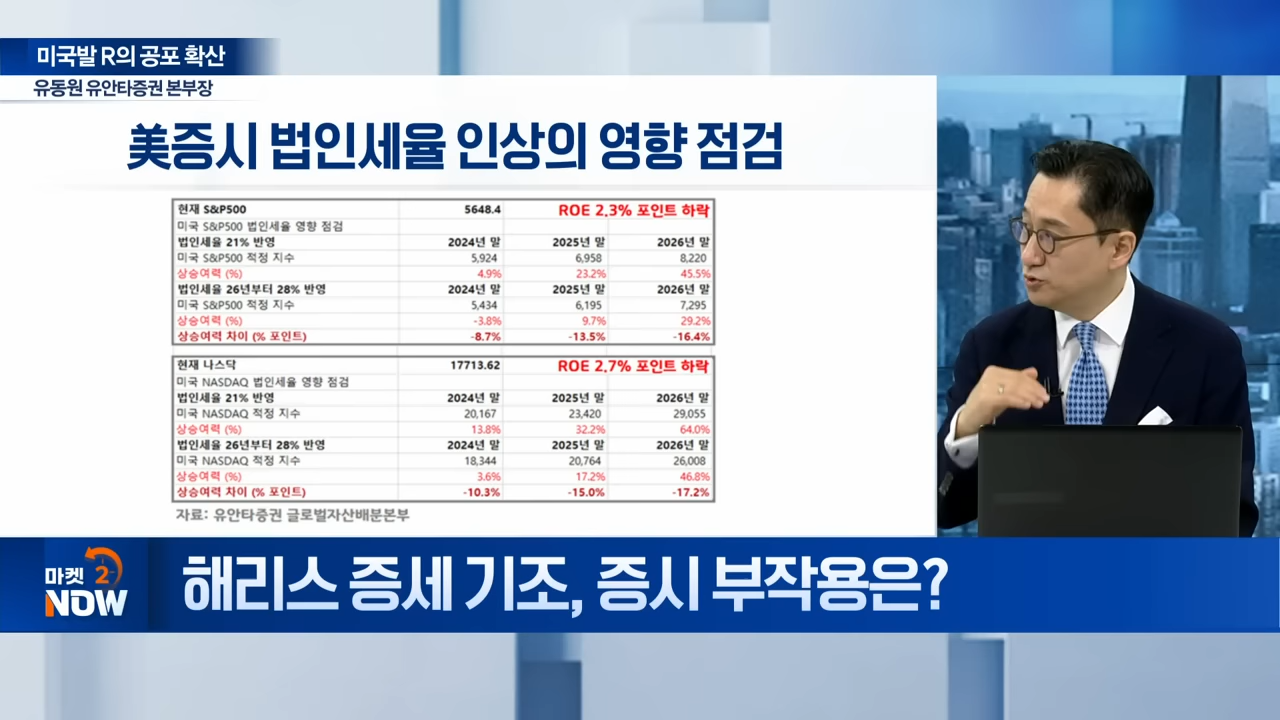 미국발 R의 공포 확산
유동원 유안타증권 본부장
美증시 법인세율 인상의 영향 점검
현재 S&P500 5648.4 ROE 2.3% 포인트 하락
미국 S&P500 법인세율 영향 점검
법인세율 21% 반영 2024년 말 2025년 말 2026년 말
미국 S&P500 적정 지수 5,924 6,958 8,220
상승여력 (%) 4.9% 23.2% 45.5%
법인세율 26년부터 28% 반영 2024년 말 2025년 말 2026년 말
미국 S&P500 적정 지수 5,434 6,195 7,295
상승여력 (%) -3.8% 9.7% 29.2%
상승여력 차이 (% 포인트) -8.7% -13.5% -16.4%
현재 나스닥 17713.62 ROE 2.7% 포인트 하락
미국 NASDAQ 법인세율 영향 점검
법인세율 21% 반영 2024년 말 2025년 말 2026년 말
미국 NASDAQ 적정 지수 20,167 23,420 29,055
상승여력 (%) 13.8% 32.2% 64.0%
법인세율 26년부터 28% 반영 2024년 말 2025년 말 2026년 말
미국 NASDAQ 적정 지수 18,344 20,764 26,008
상승여력 (%) 3.6% 17.2% 46.8%
상승여력 차이 (% 포인트) -10.3% -15.0% -17.2%
자료: 유안타증권 글로벌자산배분본부
마켓 2
NOW
해리스 증세 기조, 증시 부작용은?